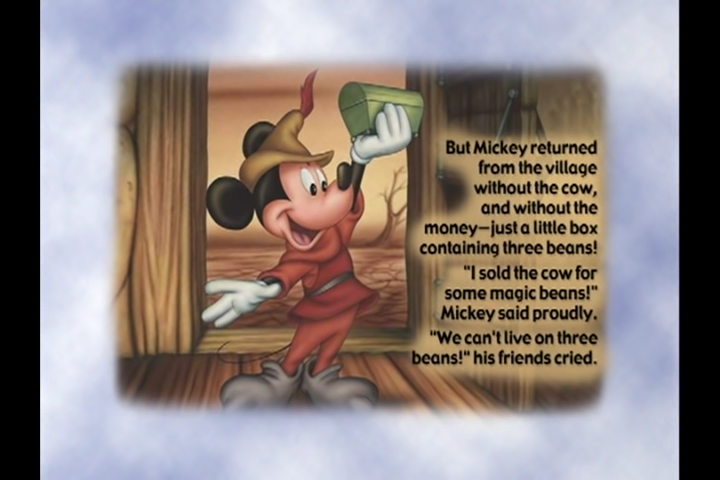 But Mickey returned
from the village
without the cow,
and without the
money—just a little box
containing three beans!
"I sold the cow for
some magic beans!"
Mickey said proudly.
"We can't live on three
beans!" his friends cried.